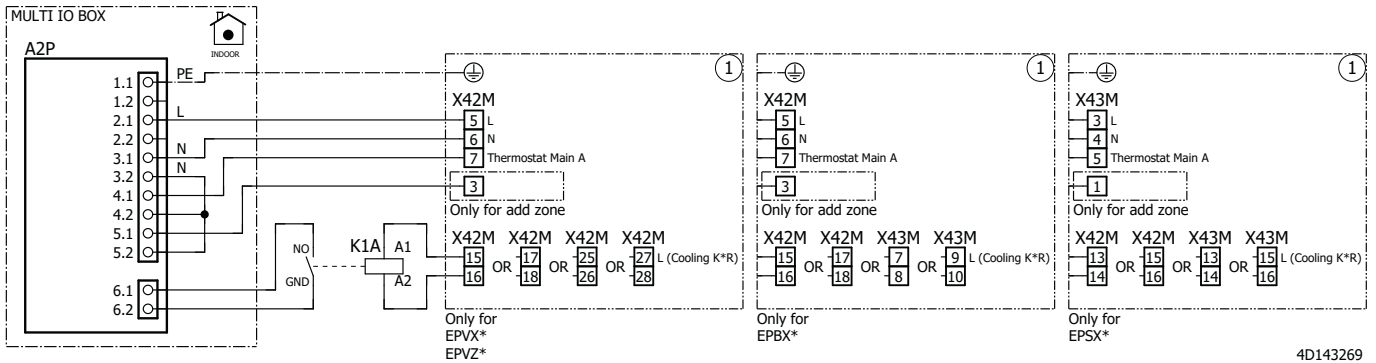 MULTI IO BOX
INDOOR
A2P
1.1
1.2
2.1
2.2
3.1
3.2
4.1
4.2
5.1
5.2
6.1
6.2
PE
L
N
N
NO
GND
K1A
A1
A2
1
X42M
5 L
6 N
7 Thermostat Main A
3
Only for add zone
X42M X42M X42M X42M
15 OR 17 OR 25 OR 27 L (Cooling K*R)
16 18 26 28
Only for
EPVX*
EPVZ*
1
X42M
5 L
6 N
7 Thermostat Main A
3
Only for add zone
X42M X42M X43M X43M
15 OR 17 OR 7 OR 9 L (Cooling K*R)
16 18 8 10
Only for
EPBX*
1
X43M
3 L
4 N
5 Thermostat Main A
1
Only for add zone
X42M X42M X43M X43M
13 OR 15 OR 13 OR 15 L (Cooling K*R)
14 16 14 16
Only for
EPSX*
4D143269